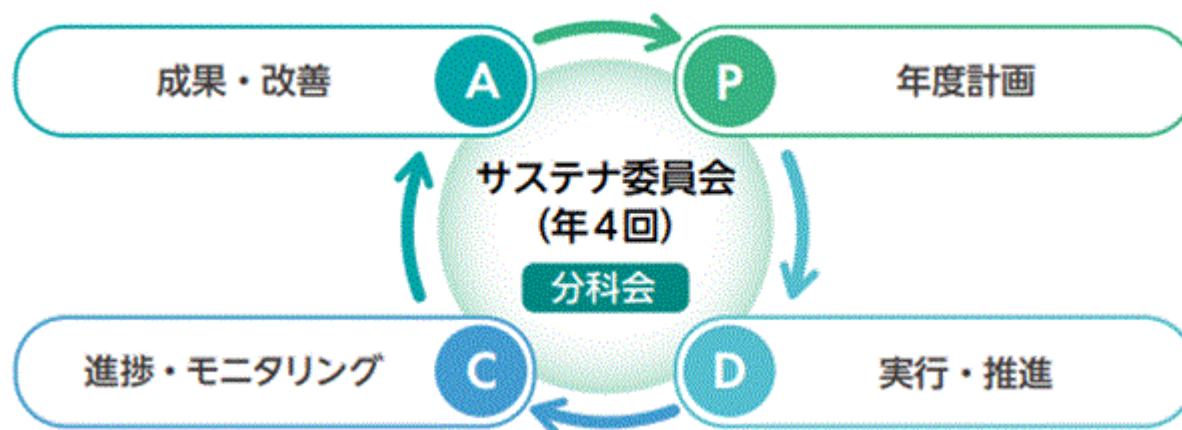 成果・改善
A
P
年度計画
サステナ委員会
(年4回)
分科会
進捗・モニタリング
C
D
実行・推進